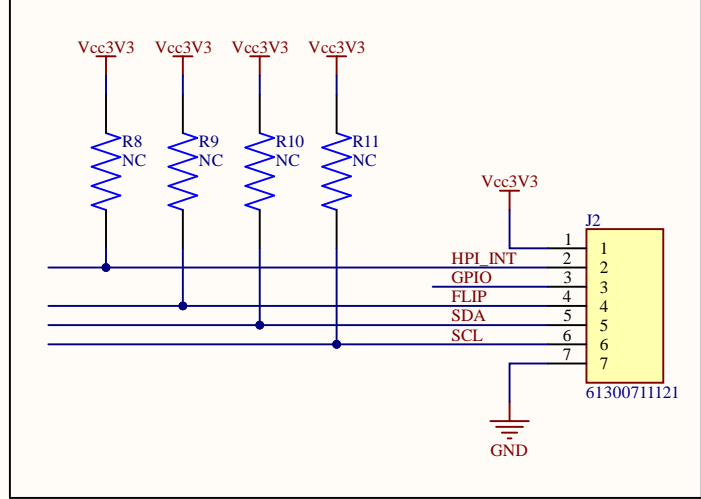 Vcc3V3 Vcc3V3 Vcc3V3 Vcc3V3
R8 R9 R10 R11
NC NC NC NC
Vcc3V3
J2
1 1
HPI_INT 2 2
GPIO 3 3
FLIP 4 4
SDA 5 5
SCL 6 6
7 7
61300711121
GND